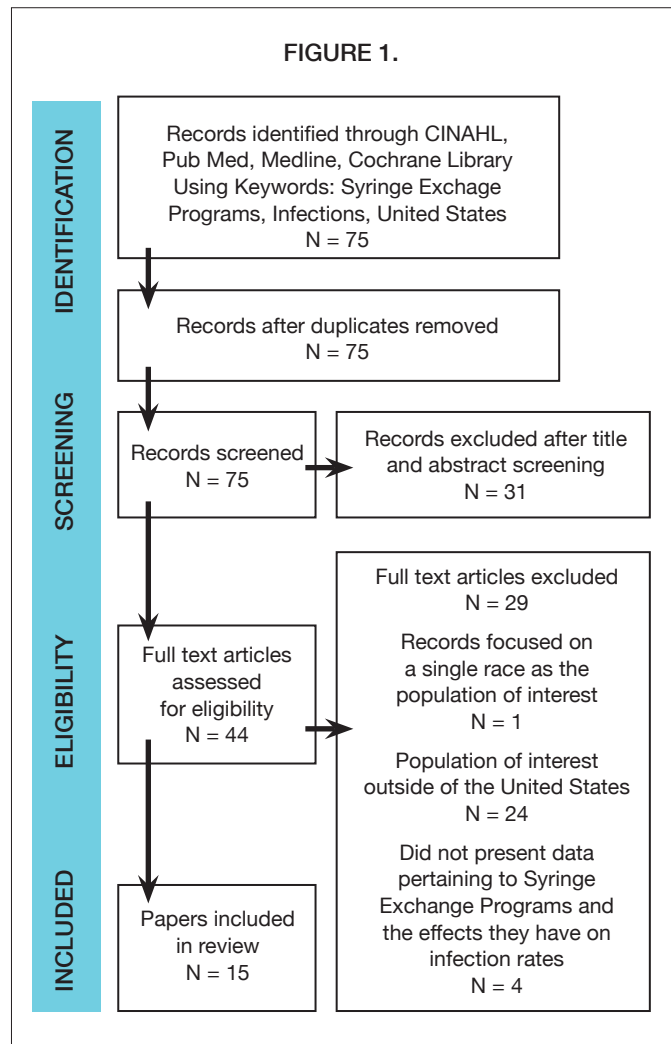 FIGURE 1.
IDENTIFICATION
Records identified through CINAHL,
Pub Med, Medline, Cochrane Library
Using Keywords: Syringe Exchage
Programs, Infections, United States
N = 75
Records after duplicates removed
N = 75
SCREENING
Records screened
N = 75
Records excluded after title
and abstract screening
N = 31
ELIGIBILITY
Full text articles
assessed
for eligibility
N = 44
Full text articles excluded
N = 29
Records focused on
a single race as the
population of interest
N = 1
Population of interest
outside of the United States
N = 24
Did not present data
pertaining to Syringe
Exchange Programs and
the effects they have on
infection rates
N = 4
INCLUDED
Papers included
in review
N = 15